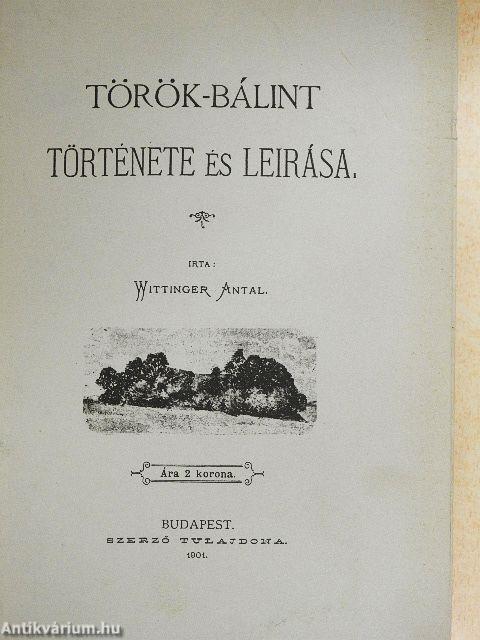 TÖRÖK-BÁLINT
TÖRTÉNETE ÉS LEIRÁSA.
IRTA:
WITTINGER ANTAL.
Ára 2 korona.
BUDAPEST.
SZERZŐ TULAJDONA.
1901.
Antikvárium.hu